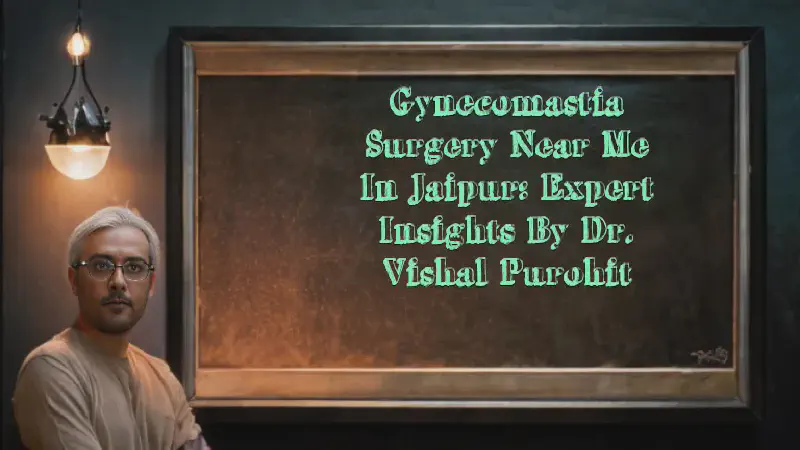 Gynecomastia
Surgery Near Me
In Jaipur: Expert
Insights By Dr.
Vishal Purohit